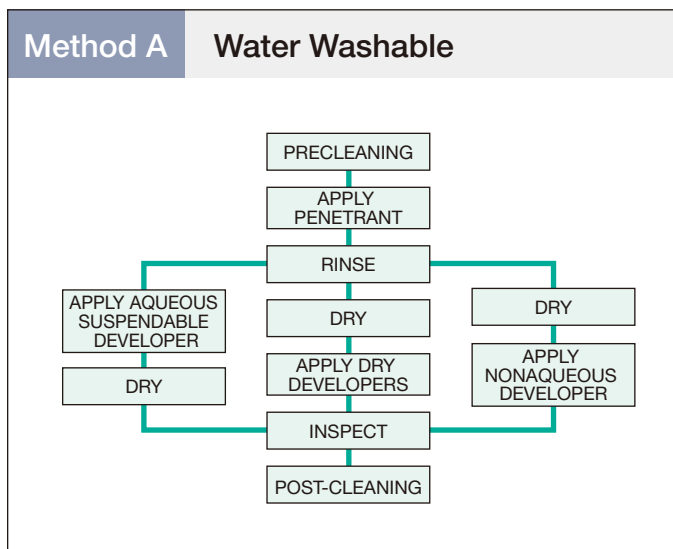 Method A
Water Washable
PRECLEANING
APPLY
PENETRANT
RINSE
APPLY AQUEOUS
SUSPENDABLE
DEVELOPER
DRY
DRY
APPLY DRY
DEVELOPERS
DRY
APPLY
NONAQUEOUS
DEVELOPER
INSPECT
POST-CLEANING